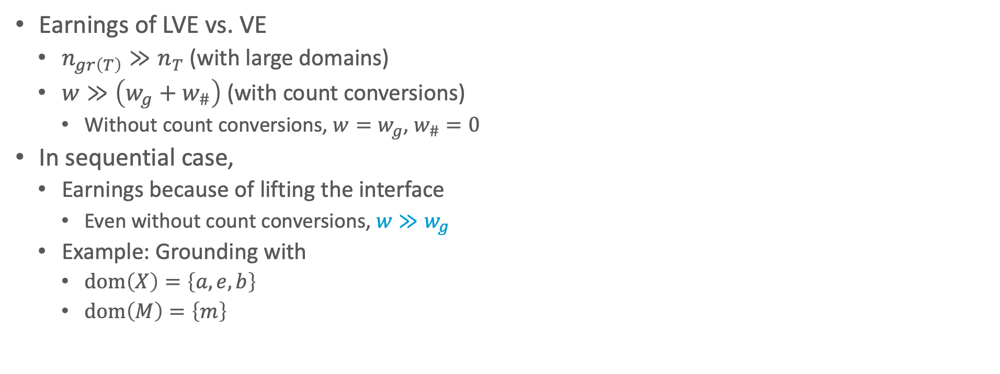 • Earnings of LVE vs. VE
• n_{gr(T)} ≫ n_T (with large domains)
• w ≫ (w_g + w_#) (with count conversions)
• Without count conversions, w = w_g, w_# = 0
• In sequential case,
• Earnings because of lifting the interface
• Even without count conversions, w ≫ w_g
• Example: Grounding with
• dom(X) = {a, e, b}
• dom(M) = {m}